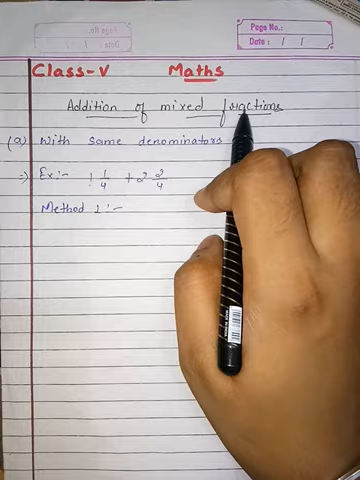 Page No.:
Date : / /
Class-V Maths
Addition of mixed fractions
(a) With same denominators
=> Ex:- 1 1/4 + 2 2/4
Method 1:-